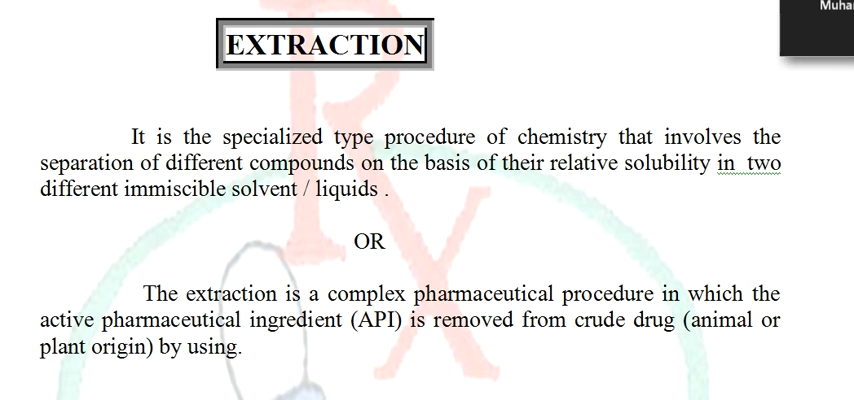 Muha
EXTRACTION
It is the specialized type procedure of chemistry that involves the
separation of different compounds on the basis of their relative solubility in two
different immiscible solvent / liquids .
OR
The extraction is a complex pharmaceutical procedure in which the
active pharmaceutical ingredient (API) is removed from crude drug (animal or
plant origin) by using.